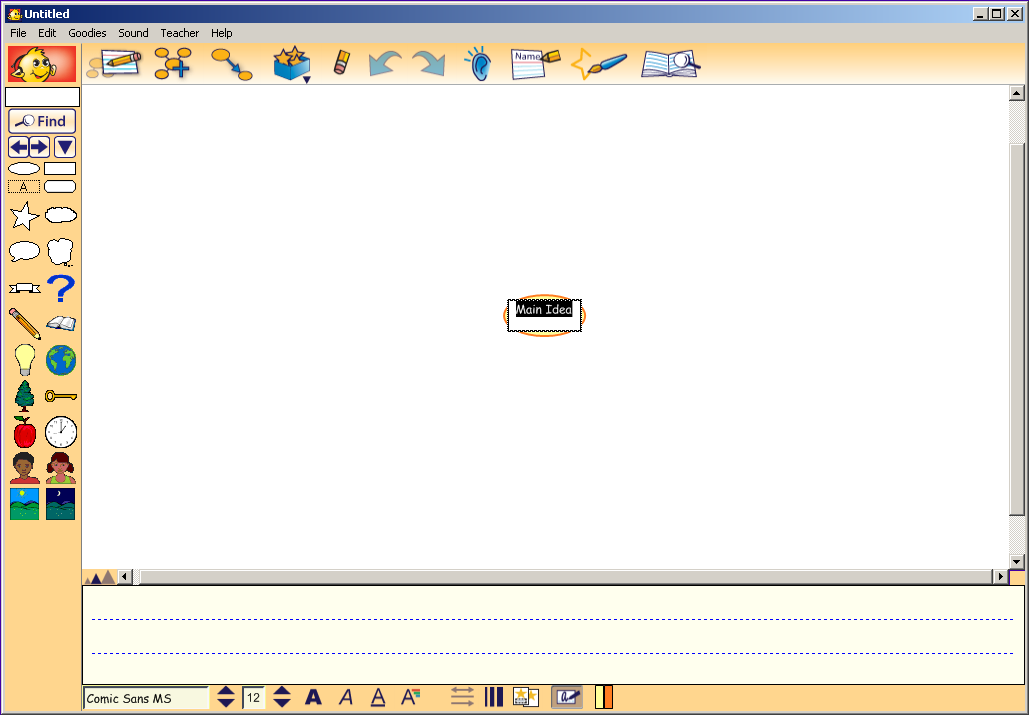 Untitled
File Edit Goodies Sound Teacher Help
Name
Find
A
Main Idea
Comic Sans MS 12 A A A A
a